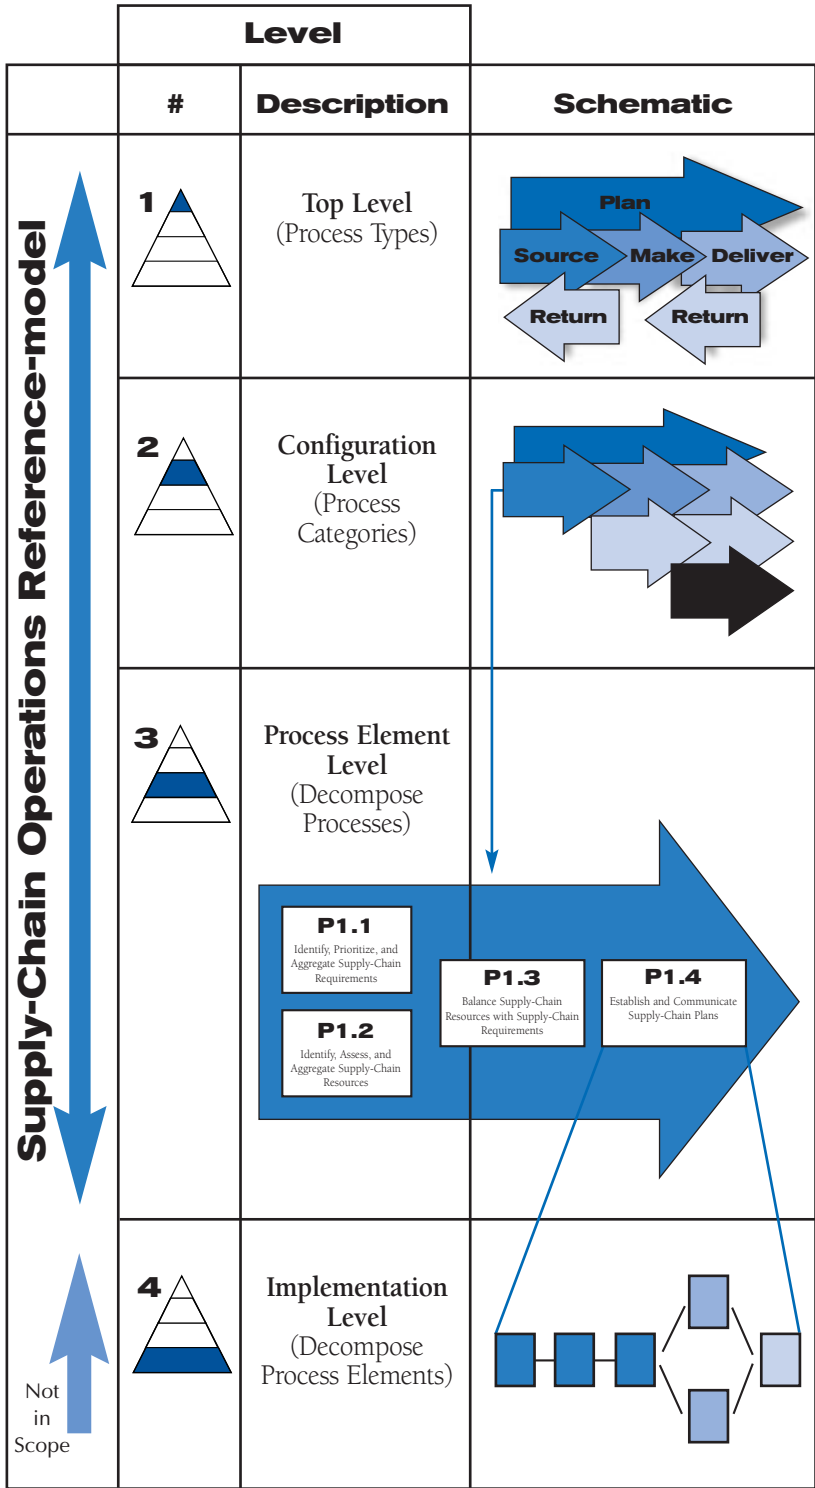 Level
#
Description
Schematic
Supply-Chain Operations Reference-model
1
Top Level
(Process Types)
Plan
Source
Make
Deliver
Return
Return
2
Configuration
Level
(Process
Categories)
3
Process Element
Level
(Decompose
Processes)
P1.1
Identify, Prioritize, and
Aggregate Supply-Chain
Requirements
P1.2
Identify, Assess, and
Aggregate Supply-Chain
Resources
P1.3
Balance Supply-Chain
Resources with Supply-Chain
Requirements
P1.4
Establish and Communicate
Supply-Chain Plans
Not
in
Scope
4
Implementation
Level
(Decompose
Process Elements)